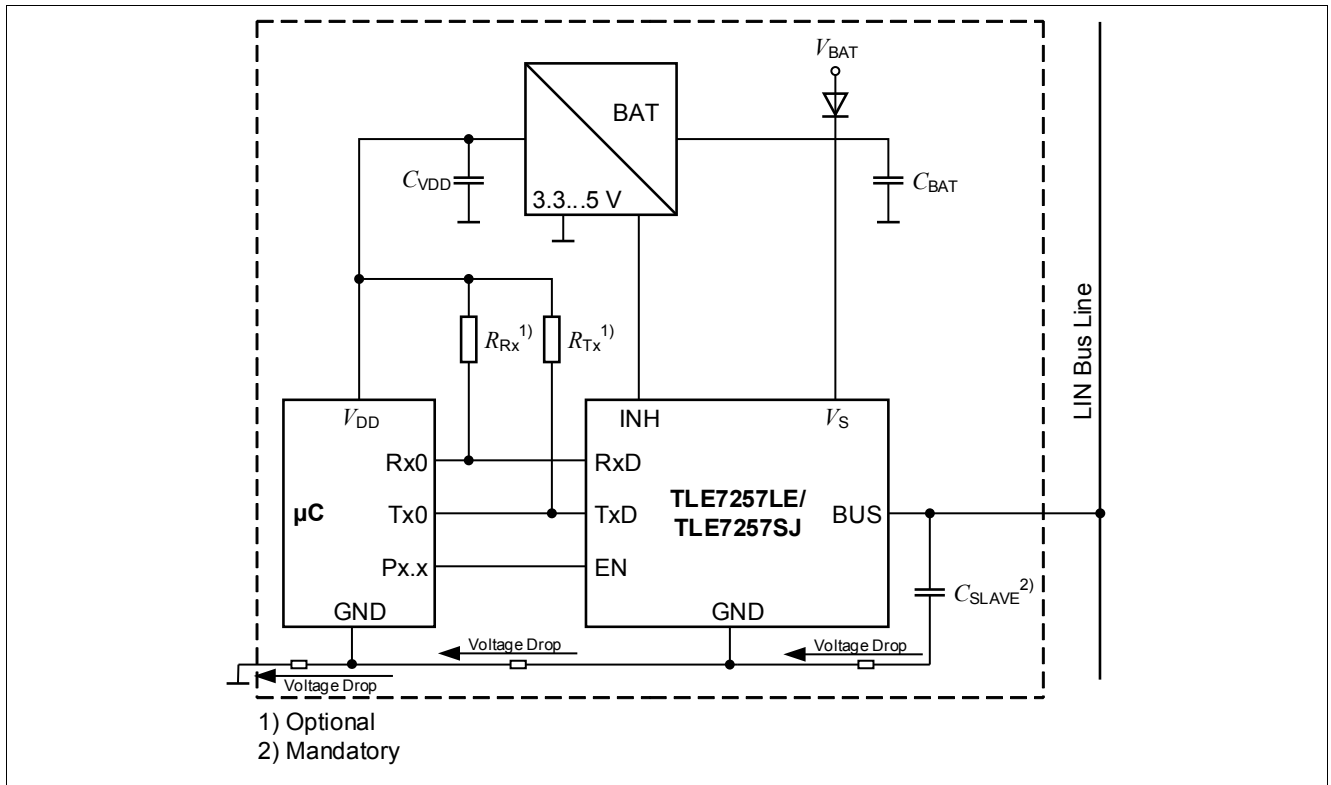 V_BAT
BAT
3.3...5 V
C_VDD
C_BAT
R_Rx 1)
R_Tx 1)
LIN Bus Line
V_DD
INH
V_S
Rx0
RxD
µC
Tx0
TxD
TLE7257LE/
TLE7257SJ
BUS
Px.x
EN
C_SLAVE 2)
GND
GND
Voltage Drop
Voltage Drop
Voltage Drop
1) Optional
2) Mandatory